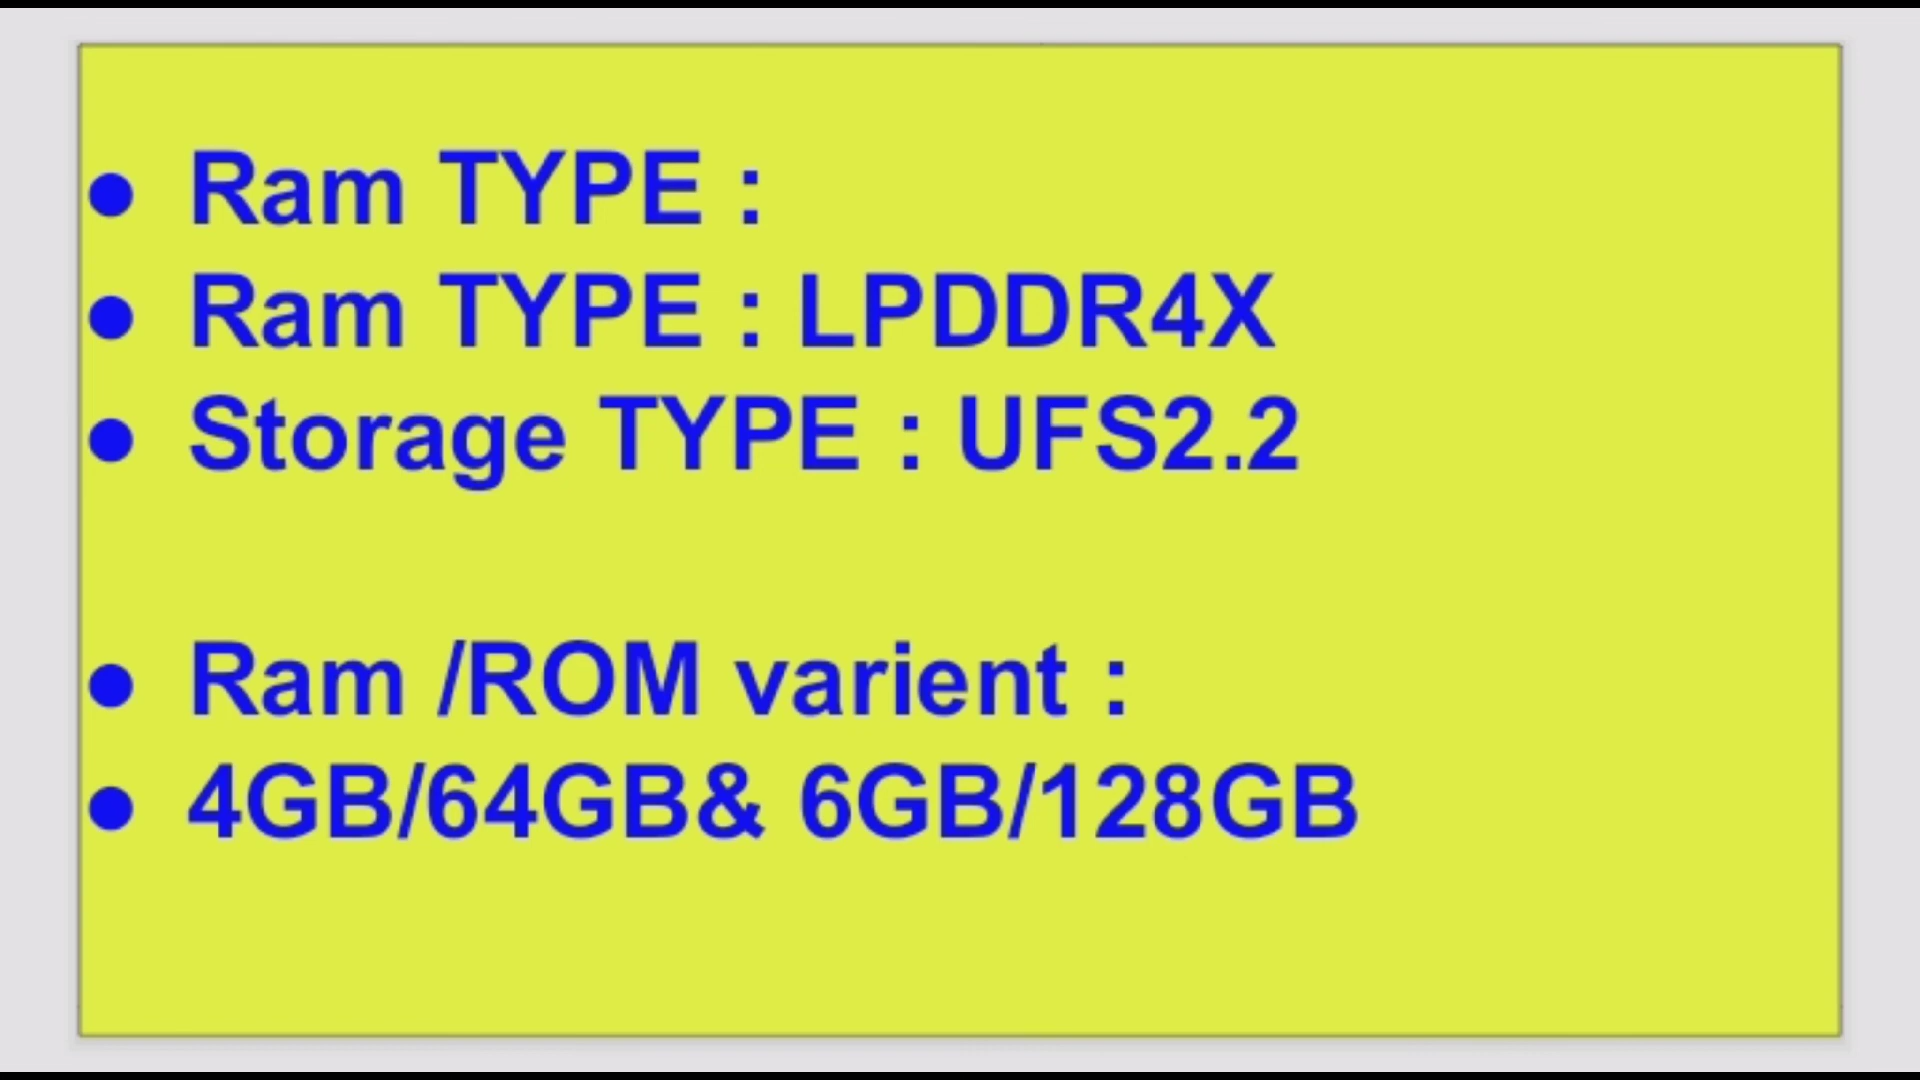 • Ram TYPE :
• Ram TYPE : LPDDR4X
• Storage TYPE : UFS2.2
• Ram /ROM varient :
• 4GB/64GB& 6GB/128GB